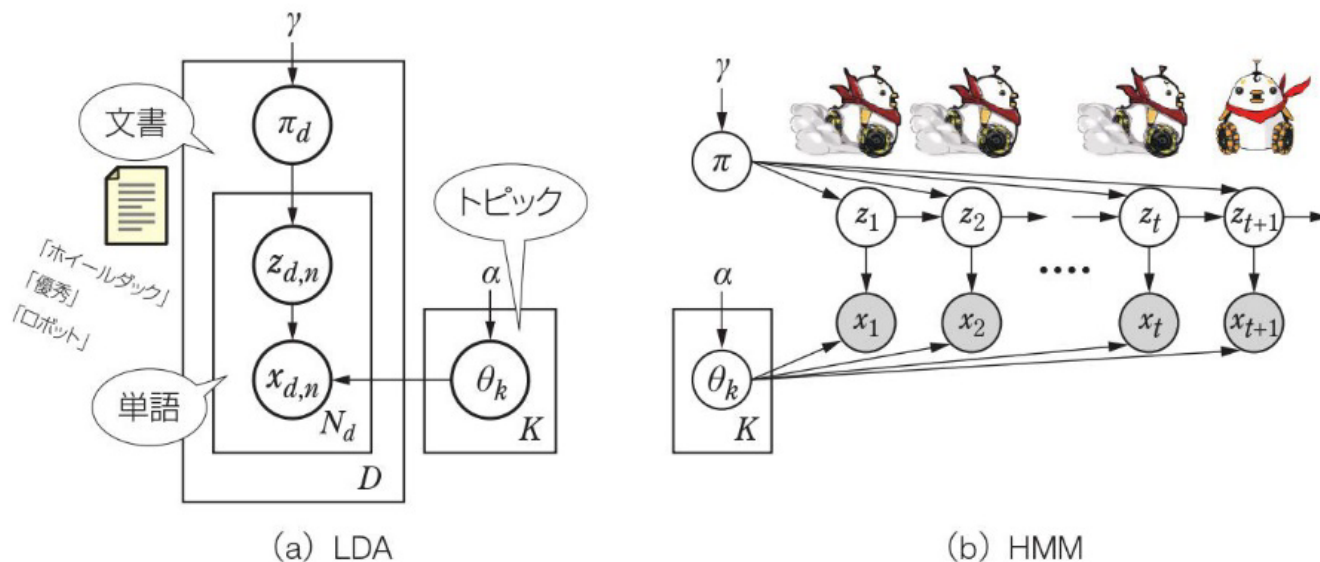 γ
文書
π_d
「ホイールダック」
「優秀」
「ロボット」
トピック
z_{d,n}
α
単語
x_{d,n}
θ_k
N_d
K
D
(a) LDA
γ
π
z_1
z_2
z_t
z_{t+1}
α
....
x_1
x_2
x_t
x_{t+1}
θ_k
K
(b) HMM